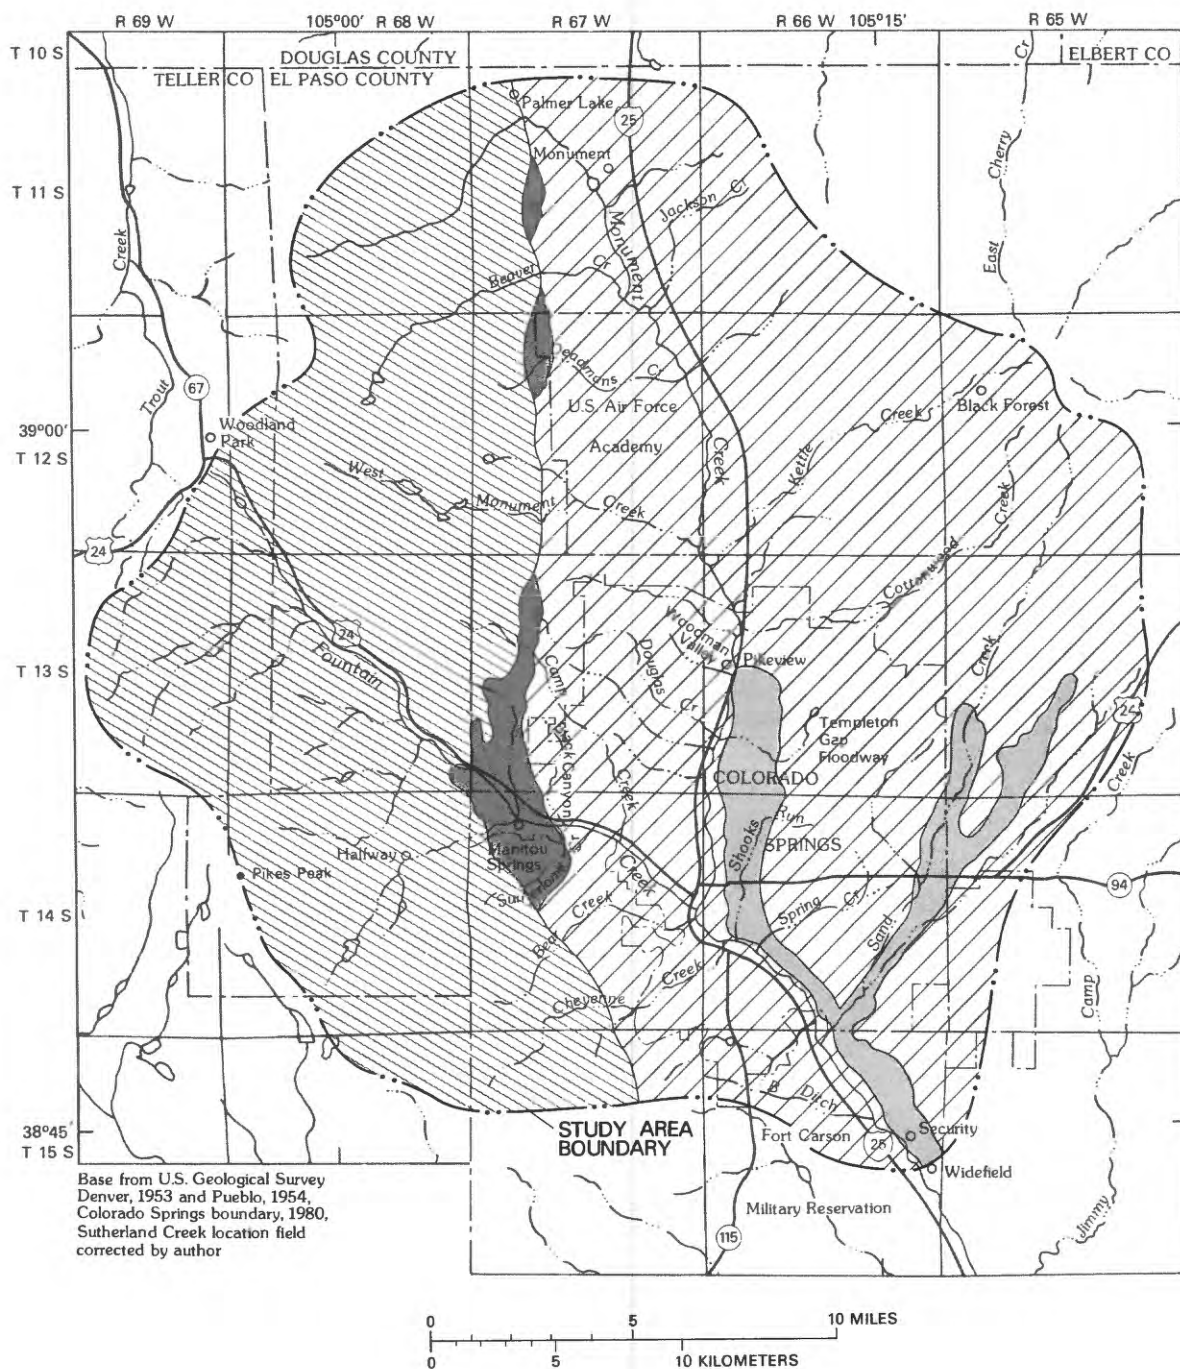 R 69 W
105°00'
R 68 W
R 67 W
R 66 W
105°15'
R 65 W
T 10 S
DOUGLAS COUNTY
TELLER CO
EL PASO COUNTY
ELBERT CO
Palmer Lake
25
Cr
Cherry
East
Monument
T 11 S
Jackson Cr
Monument
Creek
Beaver
Cr
Deadmans
Cr
67
Trout
U.S. Air Force
Creek
Black Forest
39°00'
Woodland
Park
Academy
T 12 S
West
Creek
Kettle
Monument
Creek
Creek
24
Cottonwood
Woodman
Valley
24
Fountain
Camp
Douglas
Pikeview
Creek
T 13 S
Cr
Templeton
Gap
Floodway
24
Black Canyon
COLORADO
Creek
Creek
Run
Halfway
Manitou
Springs
Shooks
SPRINGS
Pikes Peak
Creek
94
T 14 S
Creek
Spring
Cr
Bear
Sand
Creek
Camp
Cheyenne
B
Ditch
STUDY AREA
BOUNDARY
38°45'
T 15 S
Fort Carson
25
Security
Widefield
Base from U.S. Geological Survey
Denver, 1953 and Pueblo, 1954,
Colorado Springs boundary, 1980,
Sutherland Creek location field
corrected by author
Military Reservation
115
Jimmy
0
5
10 MILES
0
5
10 KILOMETERS